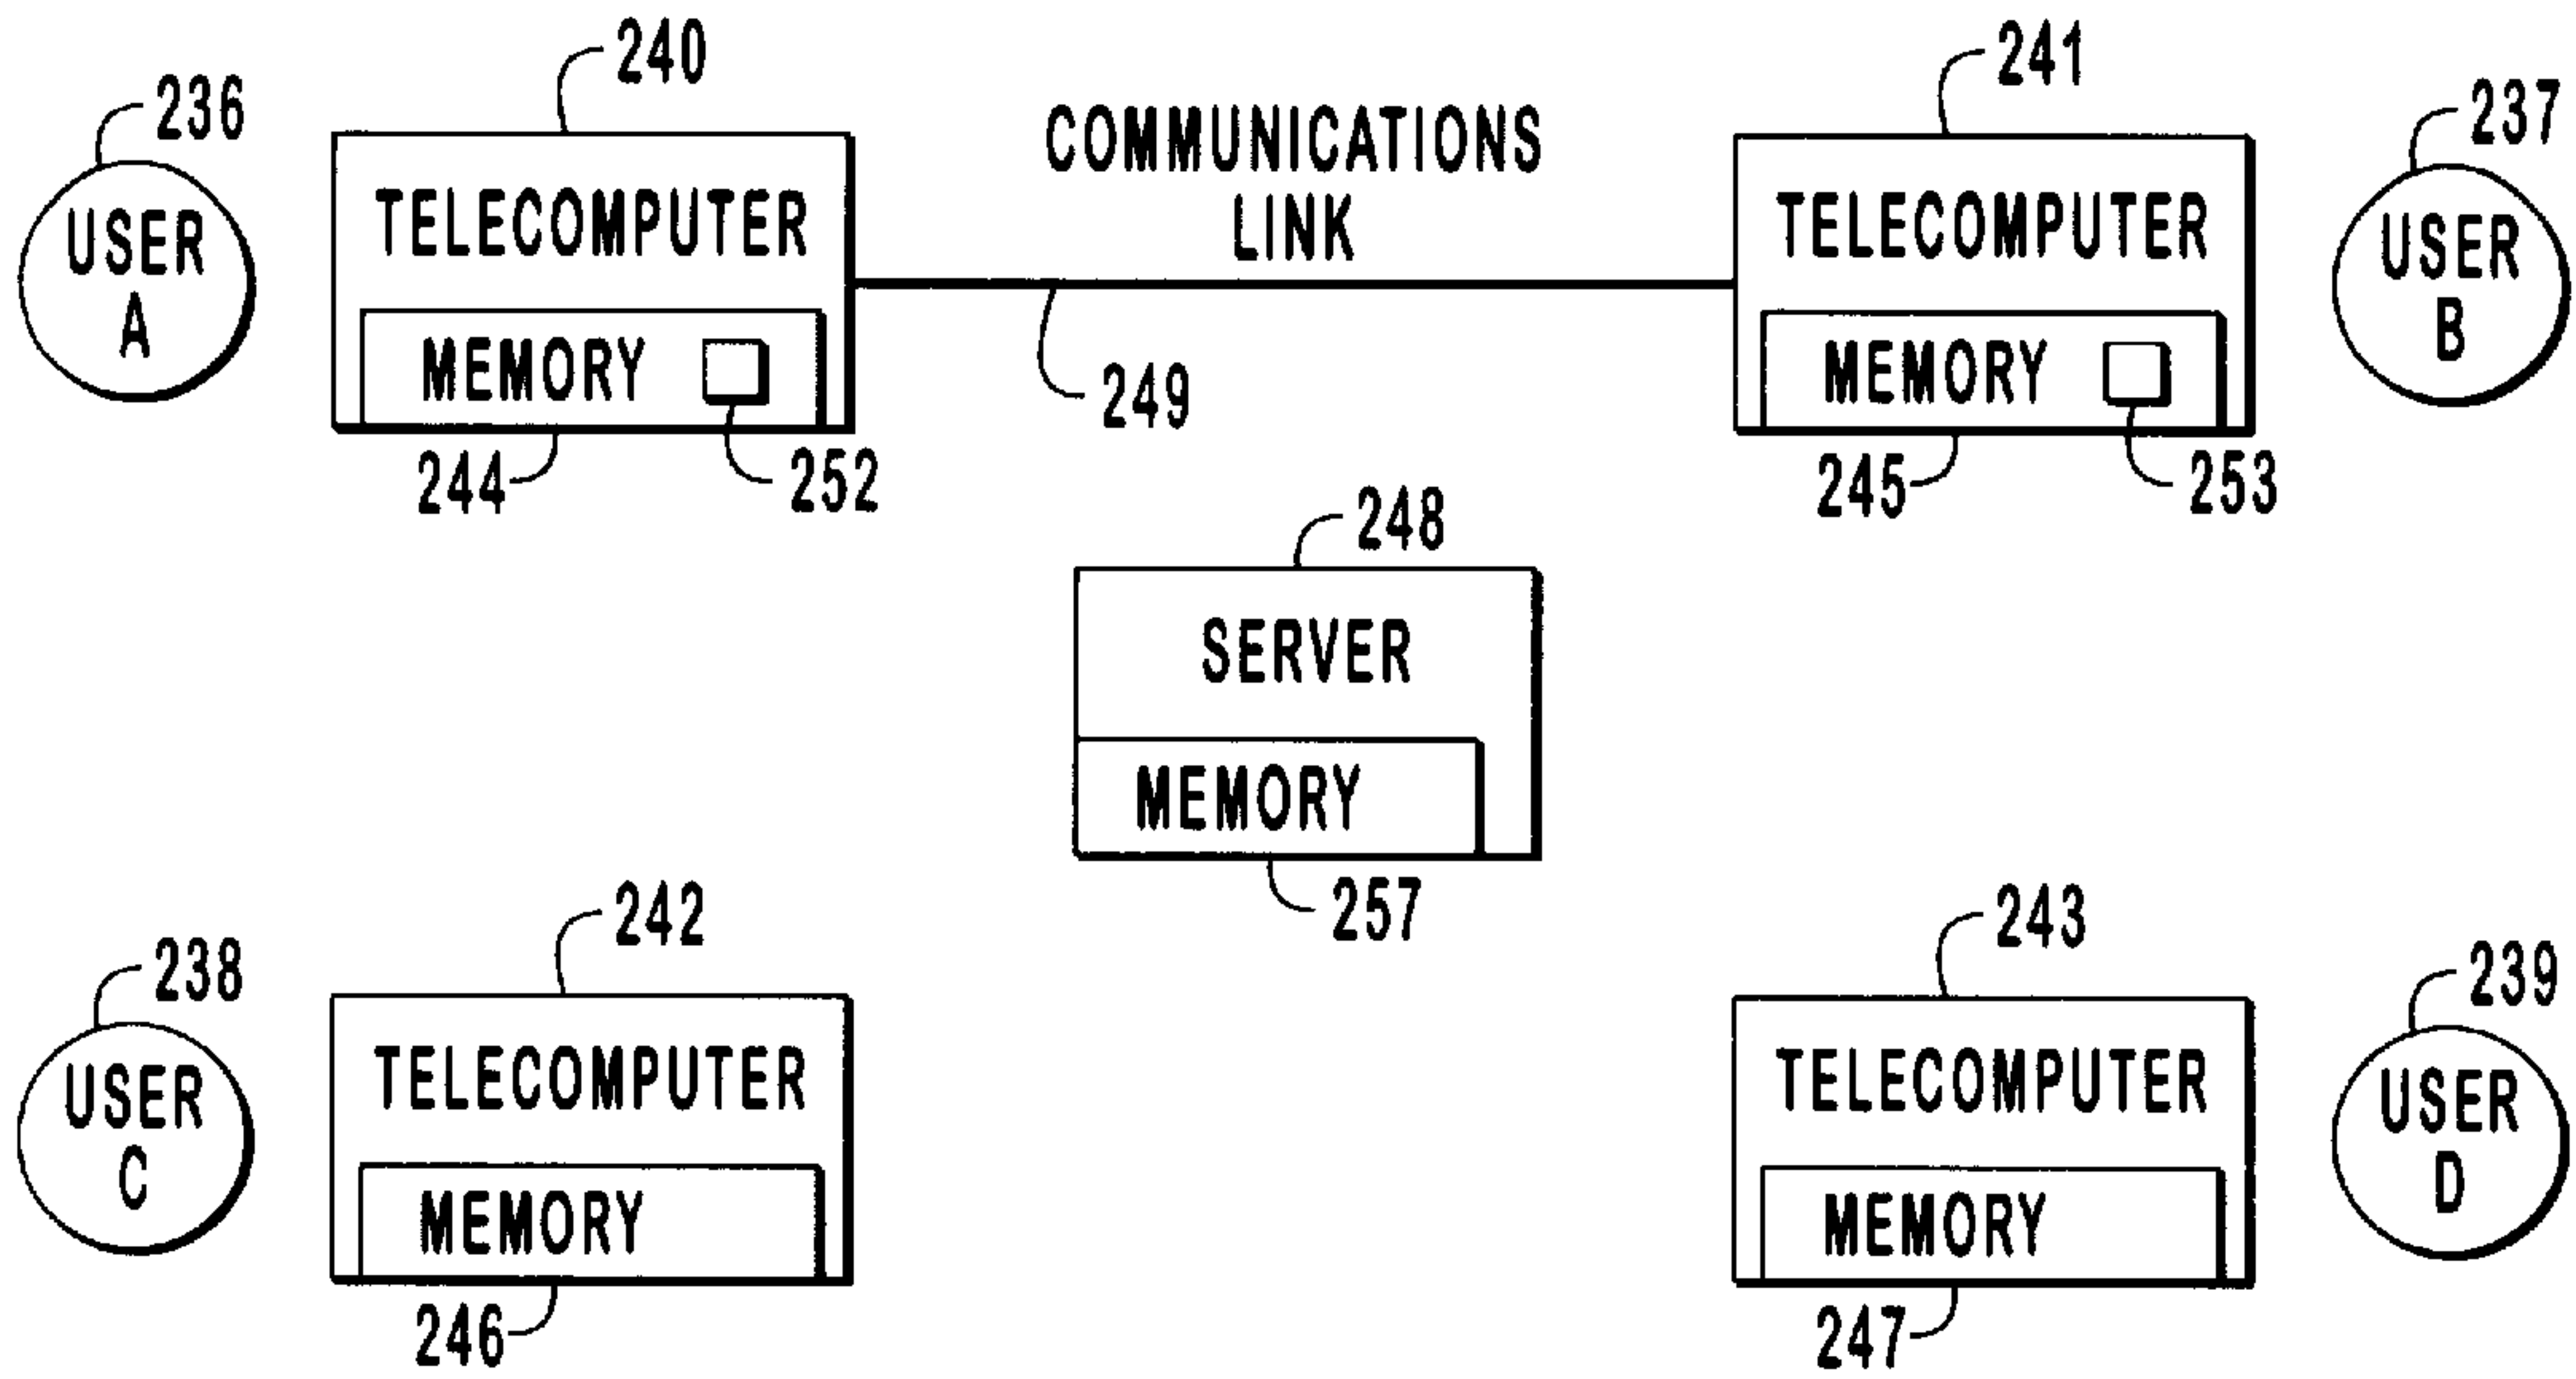 240
241
236
237
COMMUNICATIONS
LINK
TELECOMPUTER
TELECOMPUTER
USER
A
USER
B
MEMORY
MEMORY
249
244
252
245
253
248
SERVER
MEMORY
257
242
243
238
239
TELECOMPUTER
TELECOMPUTER
USER
C
USER
D
MEMORY
MEMORY
246
247